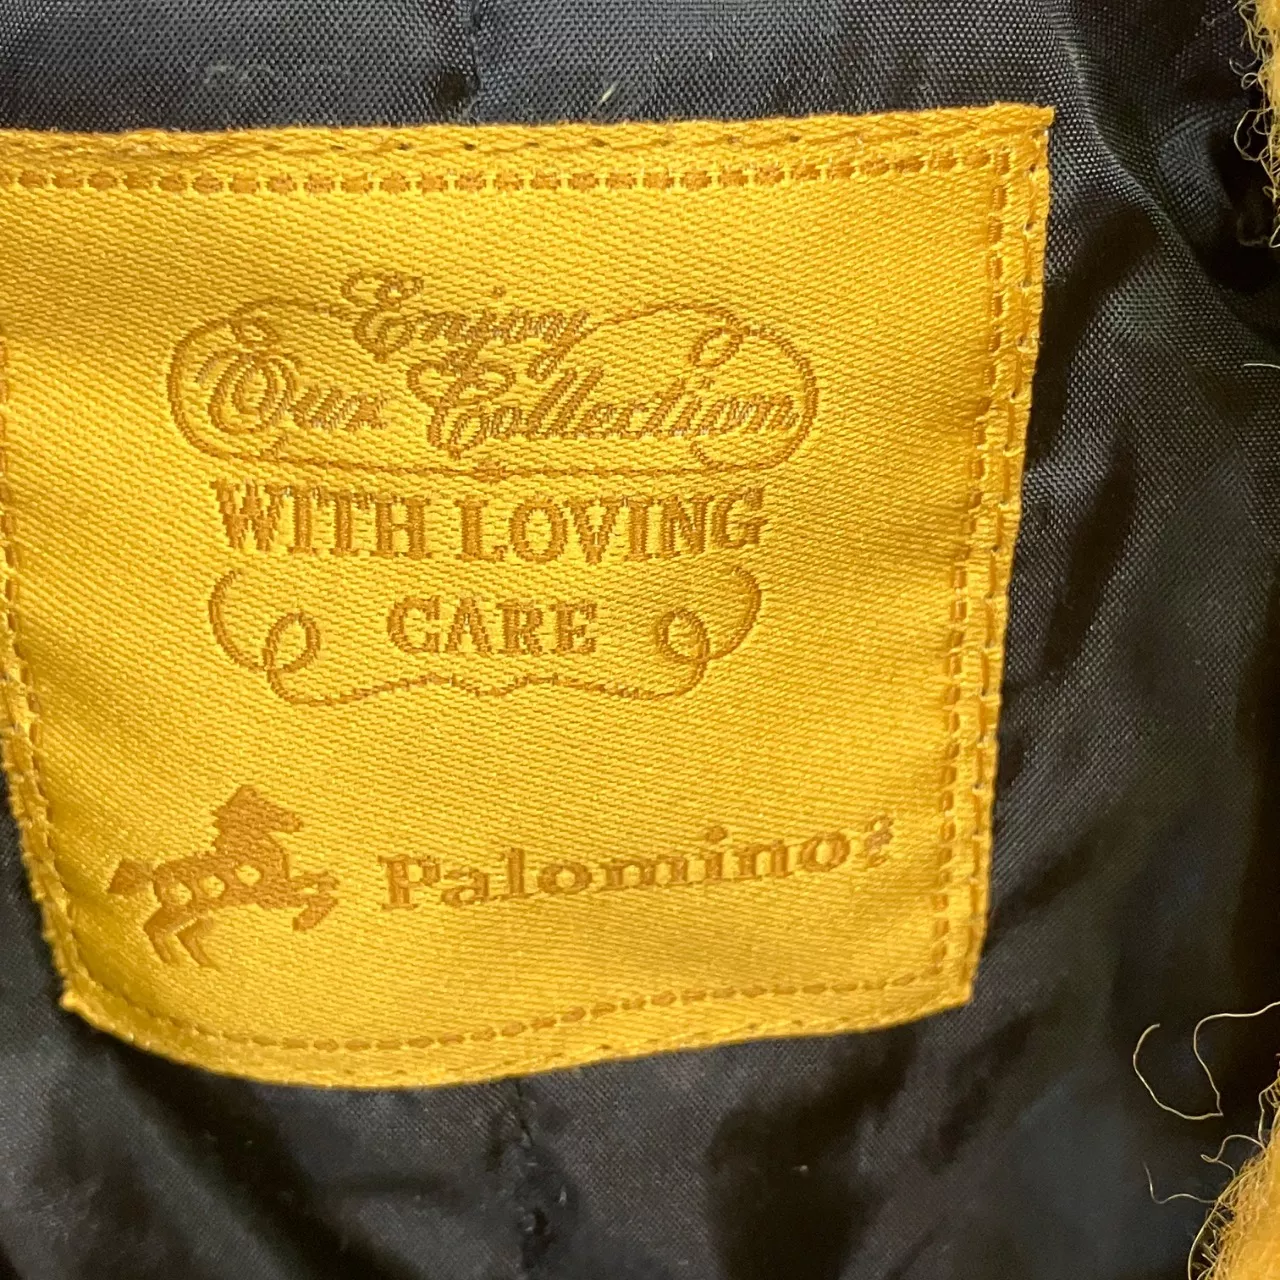 Enjoy
Our Collection
WITH LOVING
CARE
Palomino®